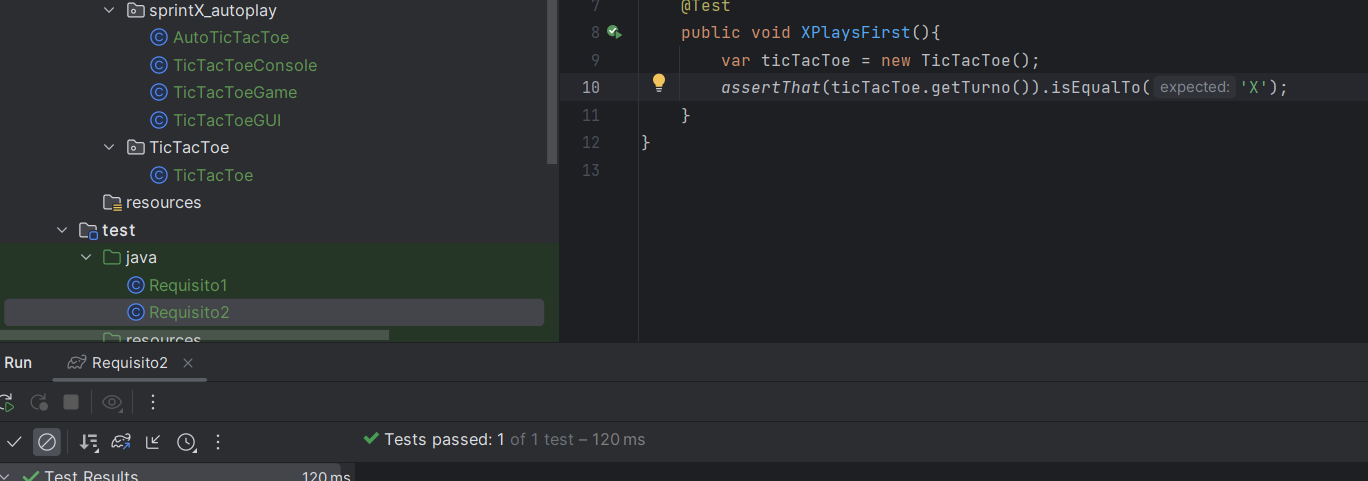 sprintX_autoplay
AutoTicTacToe
TicTacToeConsole
TicTacToeGame
TicTacToeGUI
TicTacToe
TicTacToe
resources
test
java
Requisito1
Requisito2
resources
7 @Test
8 public void XPlaysFirst(){
9 var ticTacToe = new TicTacToe();
10 assertThat(ticTacToe.getTurno()).isEqualTo( expected: 'X');
11 }
12 }
13
Run Requisito2
Tests passed: 1 of 1 test – 120 ms
Test Results 120 ms